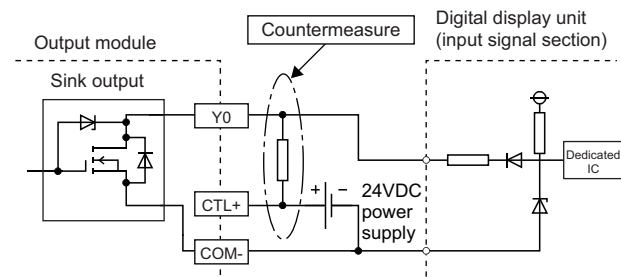 Countermeasure
Digital display unit
(input signal section)
Output module
Sink output
Y0
Dedicated
IC
CTL+
+ −
24VDC
power
supply
COM-